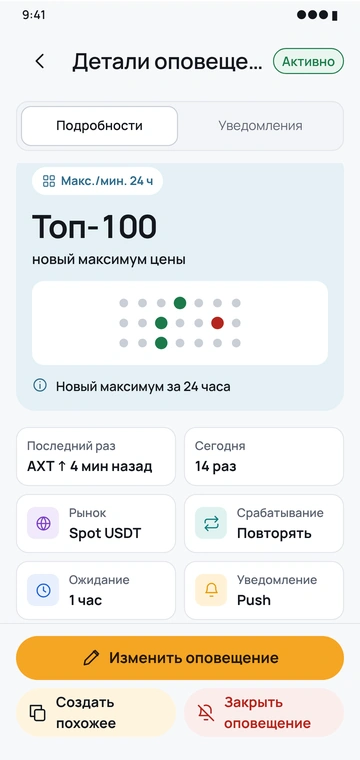 9:41
Детали оповеще...
Активно
Подробности
Уведомления
Макс./мин. 24 ч
Топ-100
новый максимум цены
Новый максимум за 24 часа
Последний раз
АХТ ↑ 4 мин назад
Сегодня
14 раз
Рынок
Spot USDT
Срабатывание
Повторять
Ожидание
1 час
Уведомление
Push
Изменить оповещение
Создать
похожее
Закрыть
оповещение